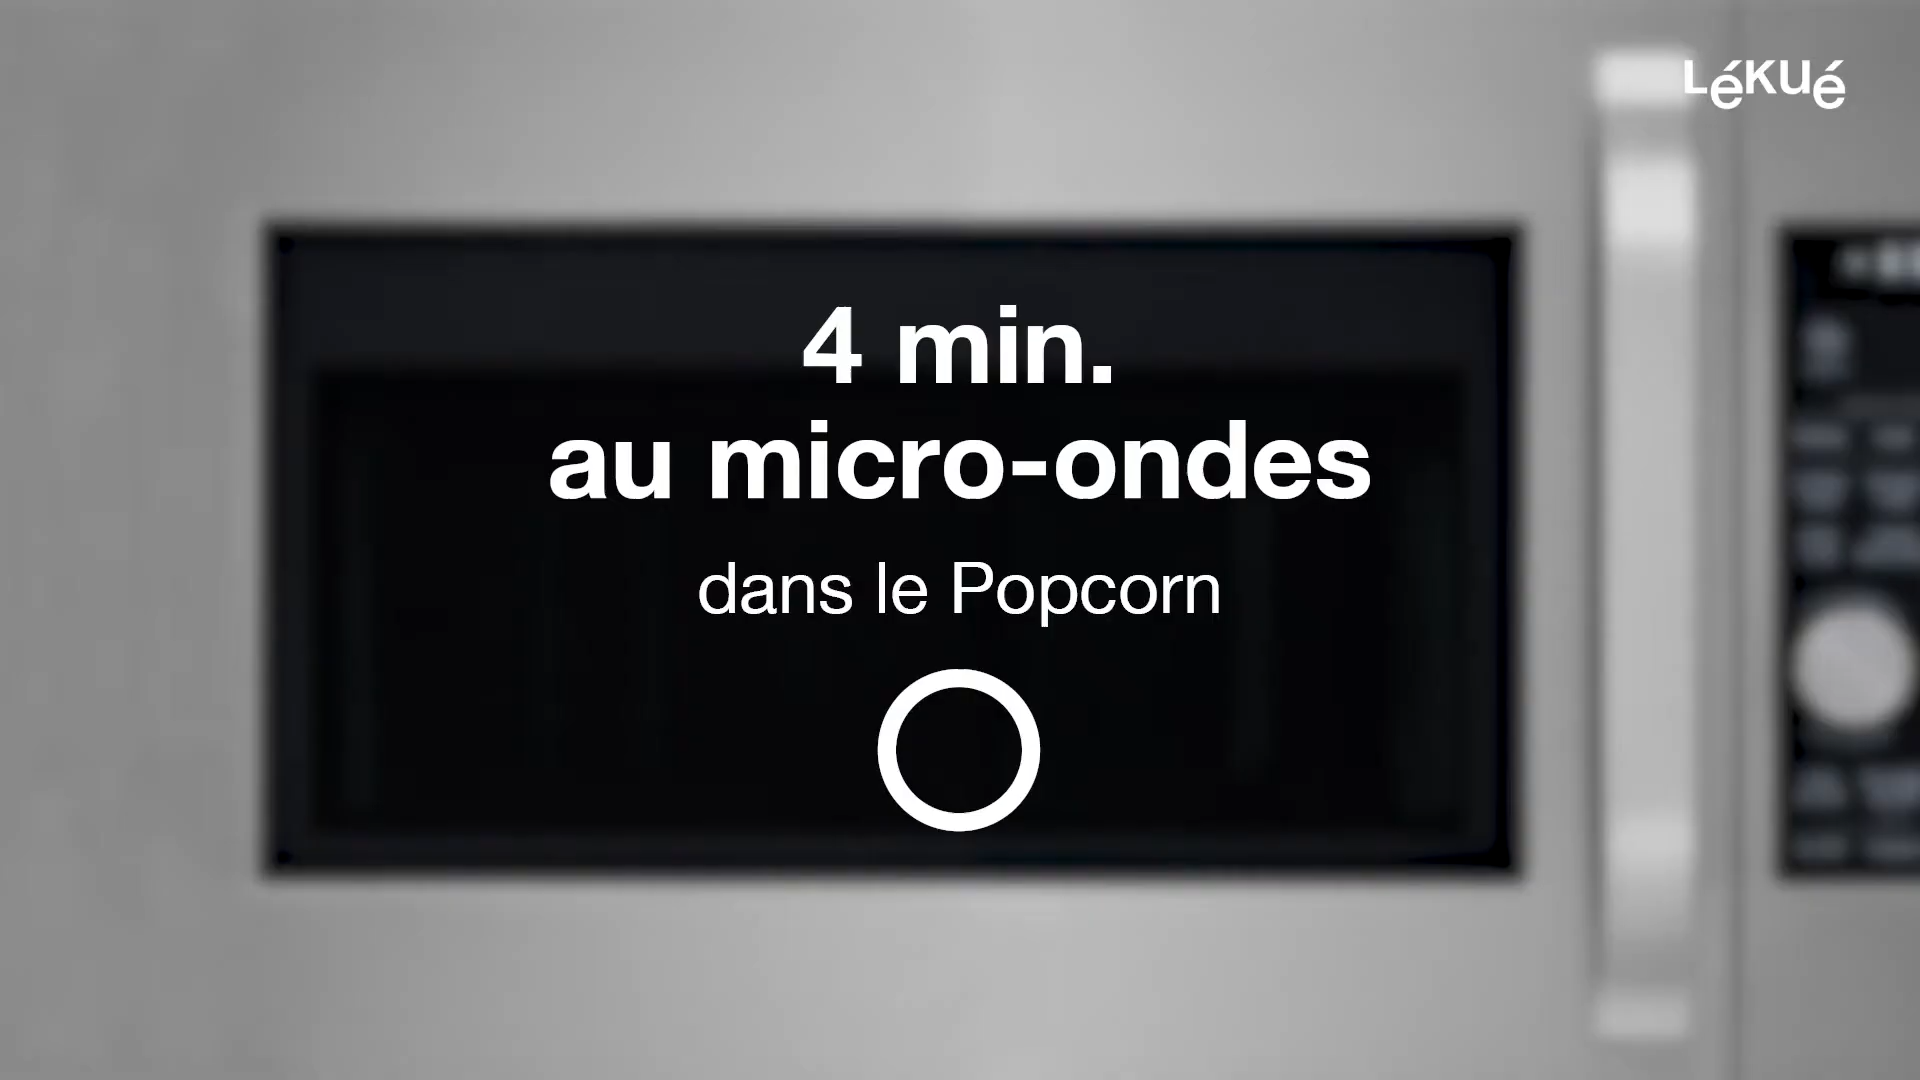 Lékué
4 min.
au micro-ondes
dans le Popcorn